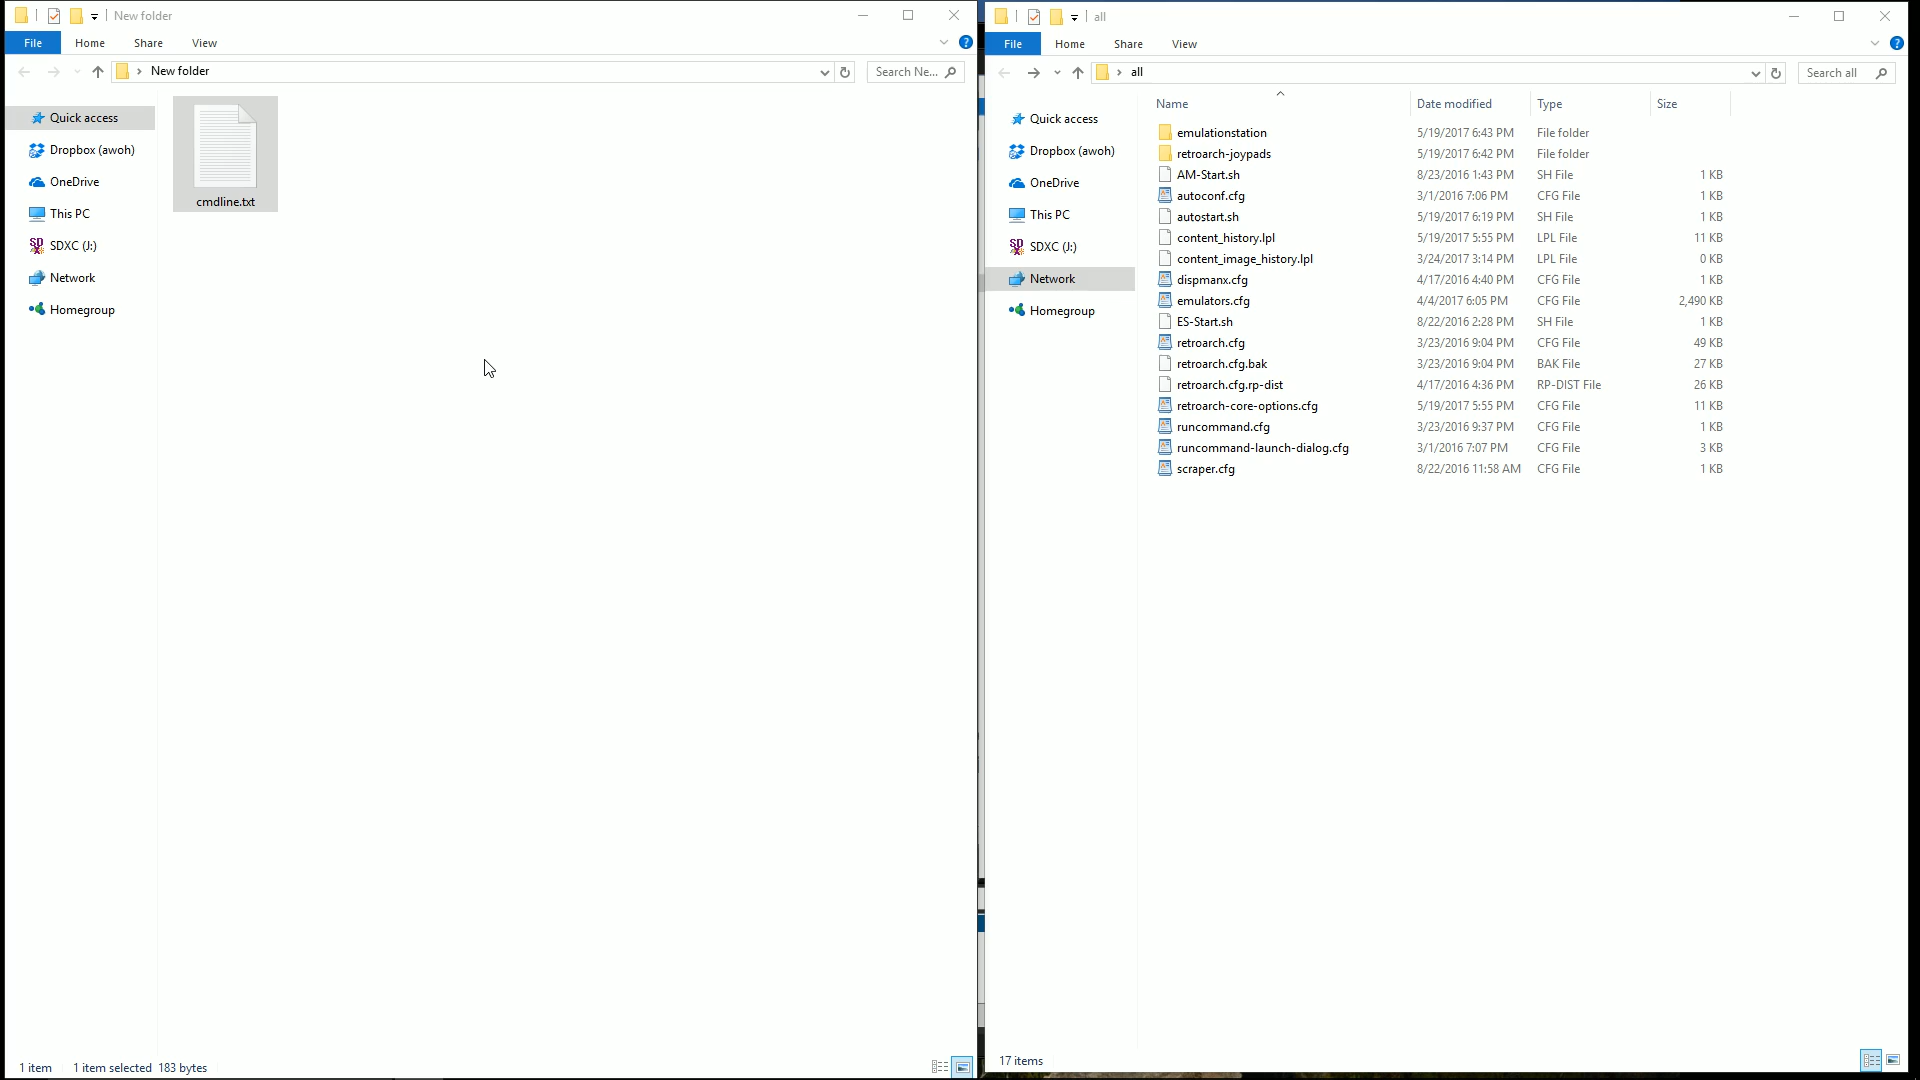 New folder
File Home Share View
New folder
Search Ne...
Quick access
Dropbox (awoh)
OneDrive
This PC
SDXC (J:)
Network
Homegroup
cmdline.txt
1 item 1 item selected 183 bytes
all
File Home Share View
all
Search all
Quick access
Dropbox (awoh)
OneDrive
This PC
SDXC (J:)
Network
Homegroup
Name Date modified Type Size
emulationstation 5/19/2017 6:43 PM File folder
retroarch-joypads 5/19/2017 6:42 PM File folder
AM-Start.sh 8/23/2016 1:43 PM SH File 1 KB
autoconf.cfg 3/1/2016 7:06 PM CFG File 1 KB
autostart.sh 5/19/2017 6:19 PM SH File 1 KB
content_history.lpl 5/19/2017 5:55 PM LPL File 11 KB
content_image_history.lpl 3/24/2017 3:14 PM LPL File 0 KB
dispmanx.cfg 4/17/2016 4:40 PM CFG File 1 KB
emulators.cfg 4/4/2017 6:05 PM CFG File 2,490 KB
ES-Start.sh 8/22/2016 2:28 PM SH File 1 KB
retroarch.cfg 3/23/2016 9:04 PM CFG File 49 KB
retroarch.cfg.bak 3/23/2016 9:04 PM BAK File 27 KB
retroarch.cfg.rp-dist 4/17/2016 4:36 PM RP-DIST File 26 KB
retroarch-core-options.cfg 5/19/2017 5:55 PM CFG File 11 KB
runcommand.cfg 3/23/2016 9:37 PM CFG File 1 KB
runcommand-launch-dialog.cfg 3/1/2016 7:07 PM CFG File 3 KB
scraper.cfg 8/22/2016 11:58 AM CFG File 1 KB
17 items